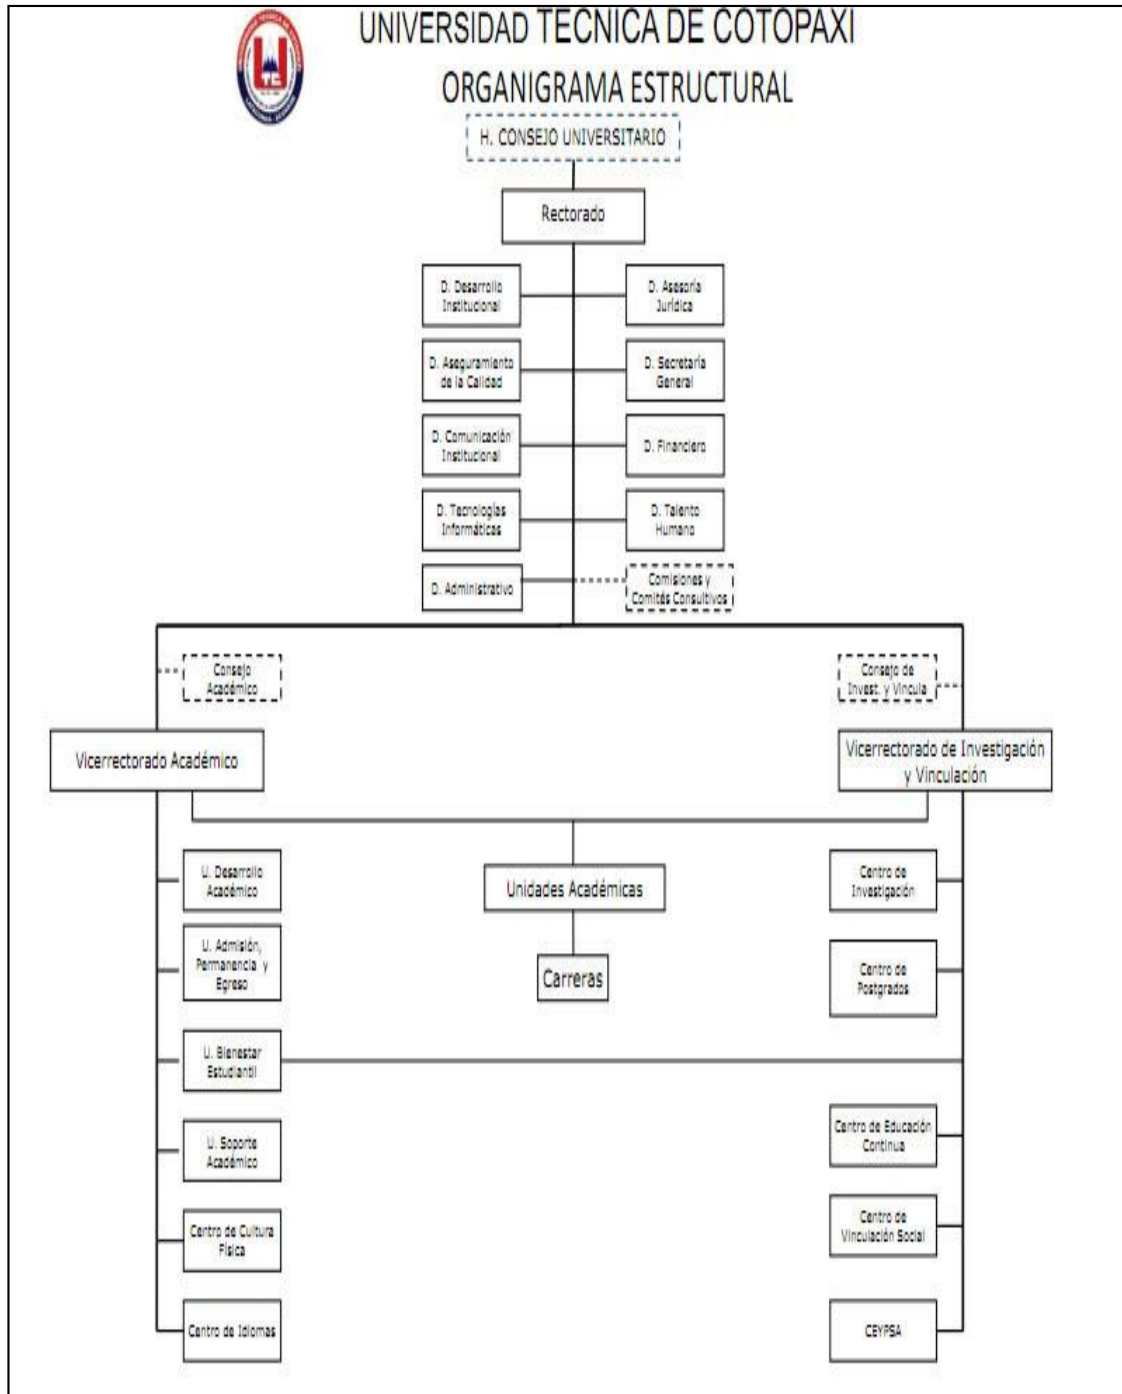 UNIVERSIDAD TECNICA DE COTOPAXI
ORGANIGRAMA ESTRUCTURAL
H. CONSEJO UNIVERSITARIO
Rectorado
D. Desarrollo
Institucional
D. Asesoría
Jurídica
D. Aseguramiento
de la Calidad
D. Secretaría
General
D. Comunicación
Institucional
D. Financiero
D. Tecnologías
Informáticas
D. Talento
Humano
D. Administrativo
Comisiones y
Comités Consultivos
Consejo
Académico
Consejo de
Invest. y Vincula
Vicerrectorado Académico
Vicerrectorado de Investigación
y Vinculación
U. Desarrollo
Académico
Unidades Académicas
Centro de
Investigación
U. Admisión,
Permanencia y
Egreso
Carreras
Centro de
Postgrados
U. Bienestar
Estudiantil
U. Soporte
Académico
Centro de Educación
Continua
Centro de Cultura
Física
Centro de
Vinculación Social
Centro de Idiomas
CEYPSA